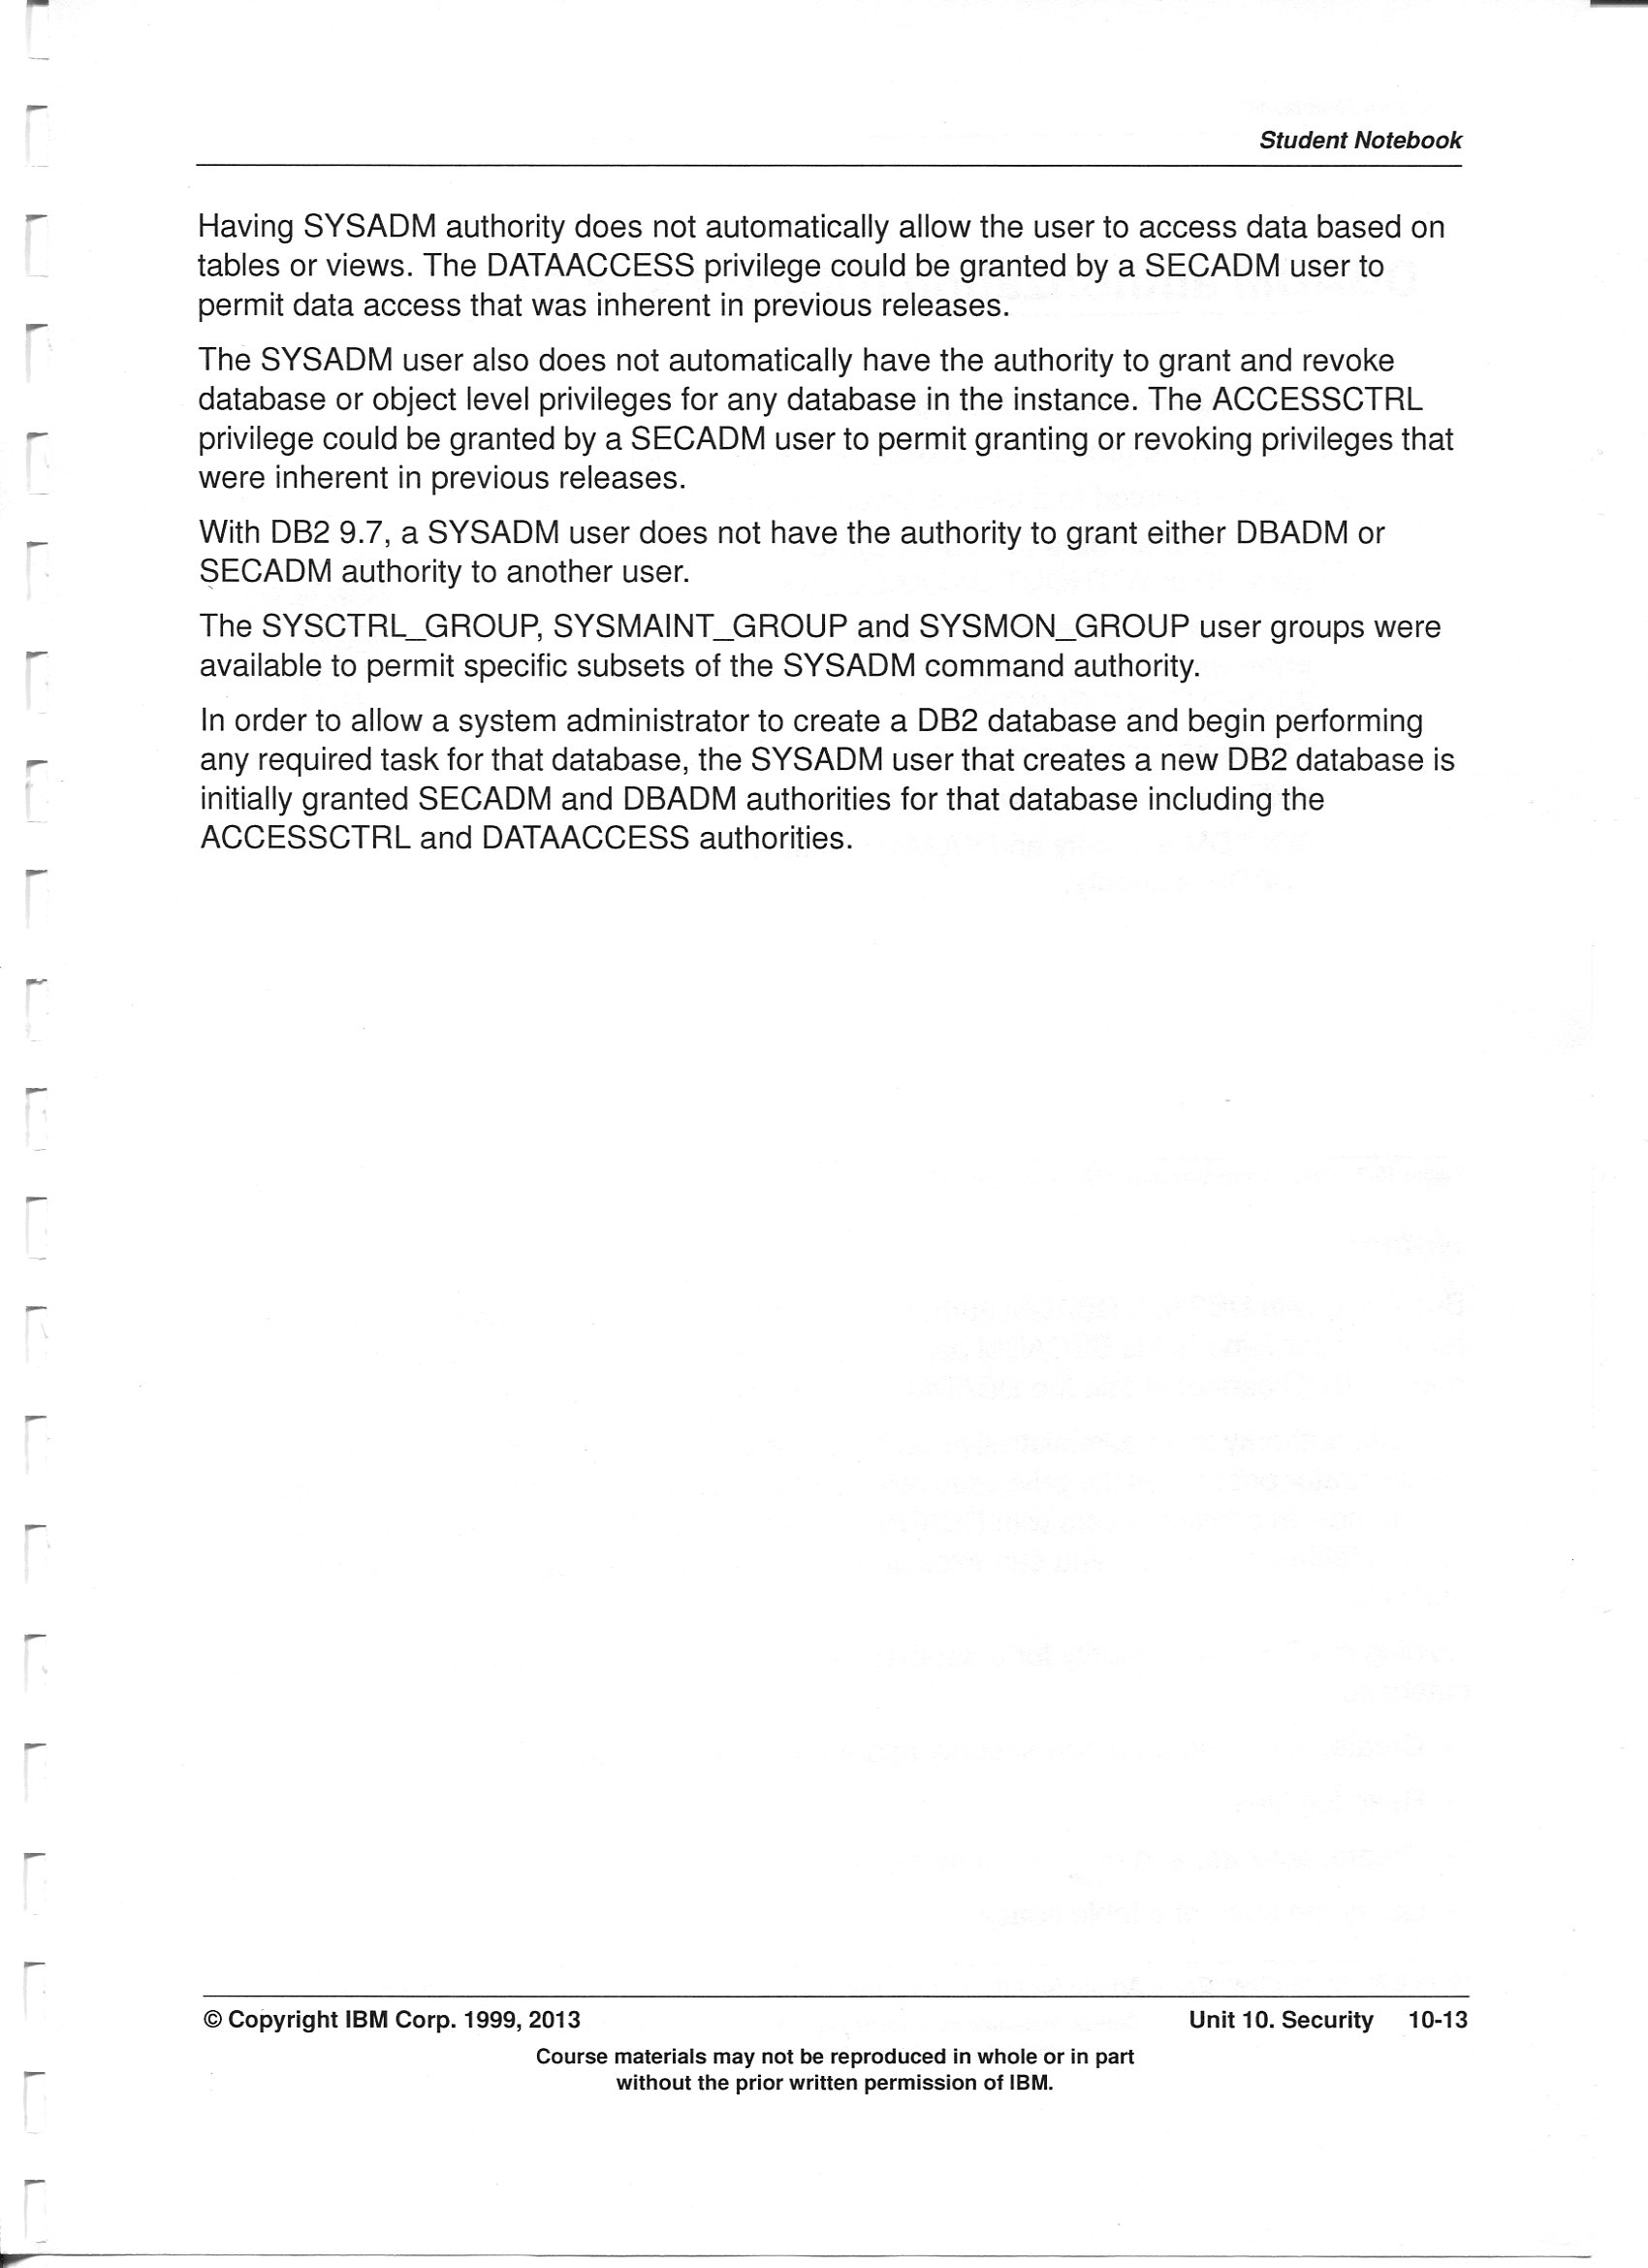 Student Notebook
Having SYSADM authority does not automatically allow the user to access data based on
tables or views. The DATAACCESS privilege could be granted by a SECADM user to
permit data access that was inherent in previous releases.
The SYSADM user also does not automatically have the authority to grant and revoke
database or object level privileges for any database in the instance. The ACCESSCTRL
privilege could be granted by a SECADM user to permit granting or revoking privileges that
were inherent in previous releases.
With DB2 9.7, a SYSADM user does not have the authority to grant either DBADM or
SECADM authority to another user.
The SYSCTRL_GROUP, SYSMAINT_GROUP and SYSMON_GROUP user groups were
available to permit specific subsets of the SYSADM command authority.
In order to allow a system administrator to create a DB2 database and begin performing
any required task for that database, the SYSADM user that creates a new DB2 database is
initially granted SECADM and DBADM authorities for that database including the
ACCESSCTRL and DATAACCESS authorities.
© Copyright IBM Corp. 1999, 2013 Unit 10. Security 10-13
Course materials may not be reproduced in whole or in part
without the prior written permission of IBM.